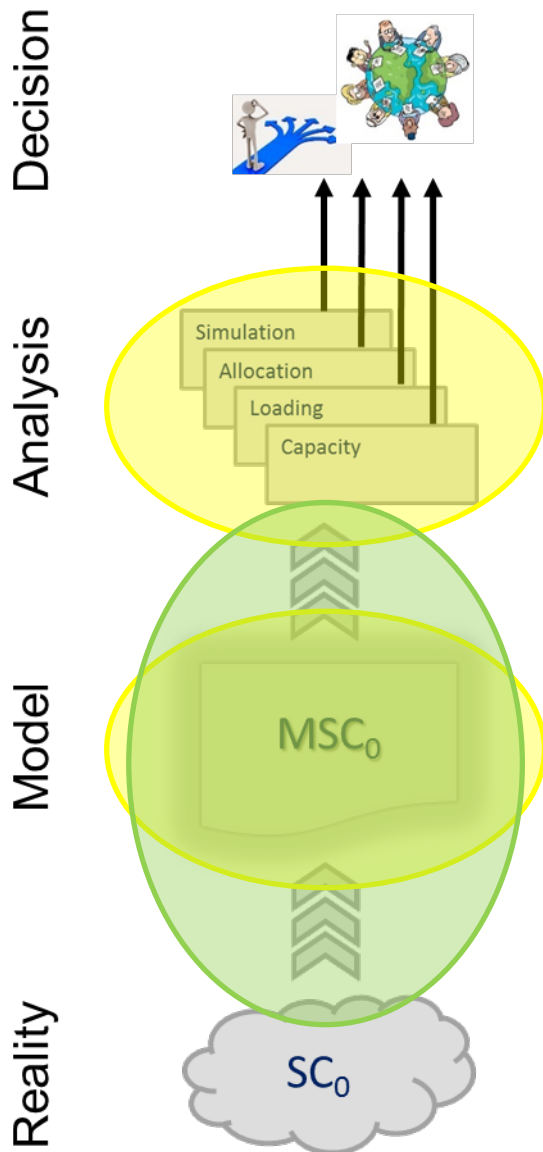 Decision
Analysis
Simulation
Allocation
Loading
Capacity
Model
MSC₀
Reality
SC₀